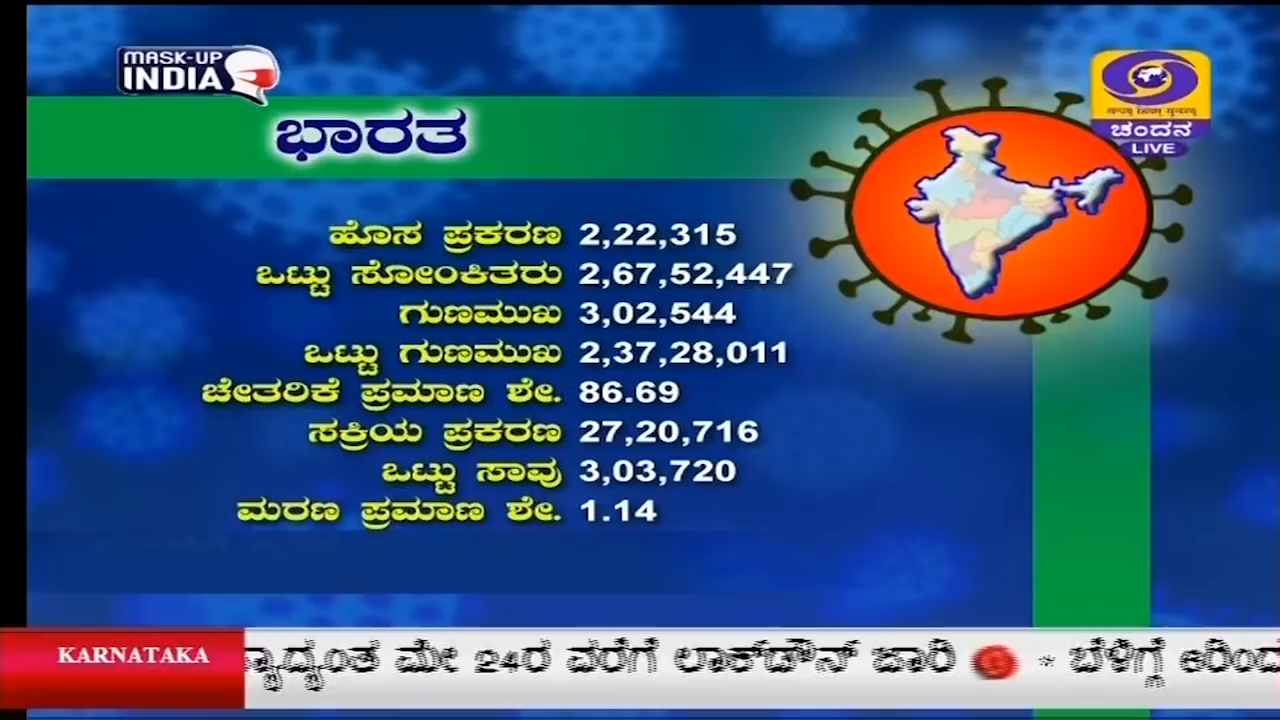 MASK-UP
INDIA
ಭಾರತ
ಚಂದನ
LIVE
ಹೊಸ ಪ್ರಕರಣ 2,22,315
ಒಟ್ಟು ಸೋಂಕಿತರು 2,67,52,447
ಗುಣಮುಖ 3,02,544
ಒಟ್ಟು ಗುಣಮುಖ 2,37,28,011
ಚೇತರಿಕೆ ಪ್ರಮಾಣ ಶೇ. 86.69
ಸಕ್ರಿಯ ಪ್ರಕರಣ 27,20,716
ಒಟ್ಟು ಸಾವು 3,03,720
ಮರಣ ಪ್ರಮಾಣ ಶೇ. 1.14
KARNATAKA ಮೇ 24ರ ವರೆಗೆ ಲಾಕ್‌ಡೌನ್ ಜಾರಿ * ಬೆಳಿಗ್ಗೆ